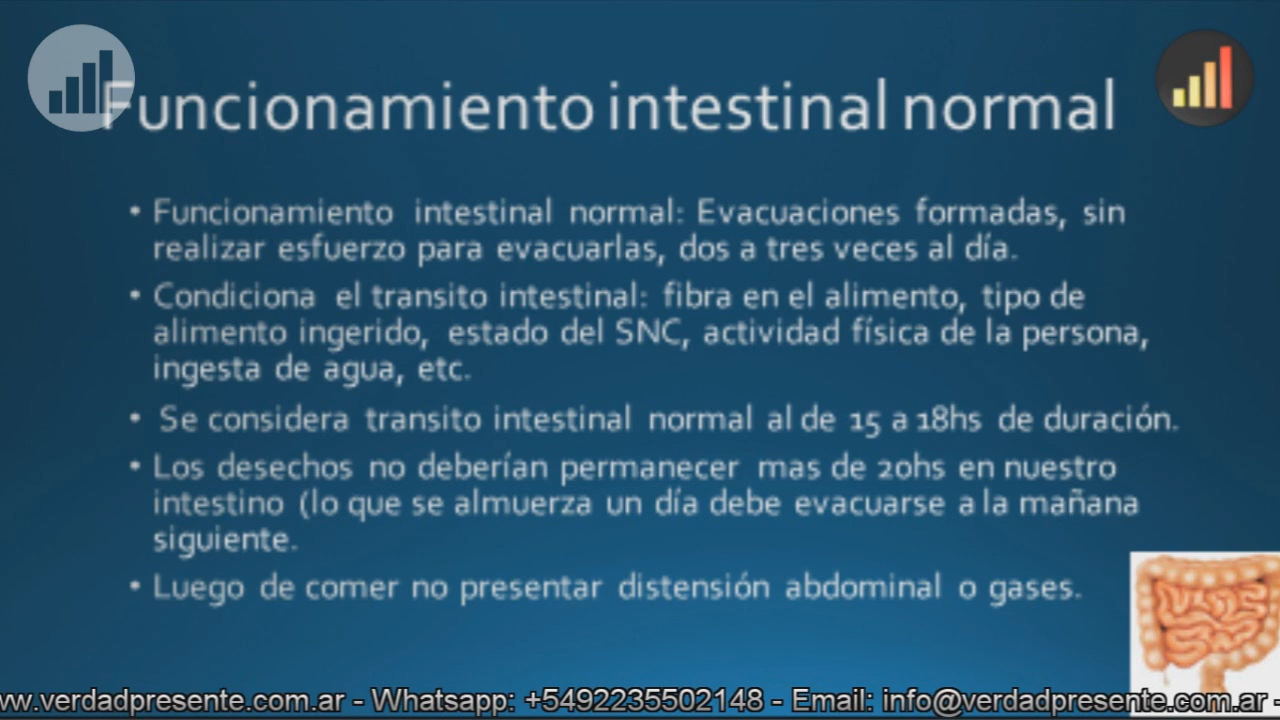 Funcionamiento intestinal normal
• Funcionamiento intestinal normal: Evacuaciones formadas, sin
realizar esfuerzo para evacuarlas, dos a tres veces al día.
• Condiciona el transito intestinal: fibra en el alimento, tipo de
alimento ingerido, estado del SNC, actividad física de la persona,
ingesta de agua, etc.
• Se considera transito intestinal normal al de 15 a 18hs de duración.
• Los desechos no deberían permanecer mas de 20hs en nuestro
intestino (lo que se almuerza un día debe evacuarse a la mañana
siguiente.
• Luego de comer no presentar distensión abdominal o gases.
ww.verdadpresente.com.ar - Whatsapp: +5492235502148 - Email: info@verdadpresente.com.ar -